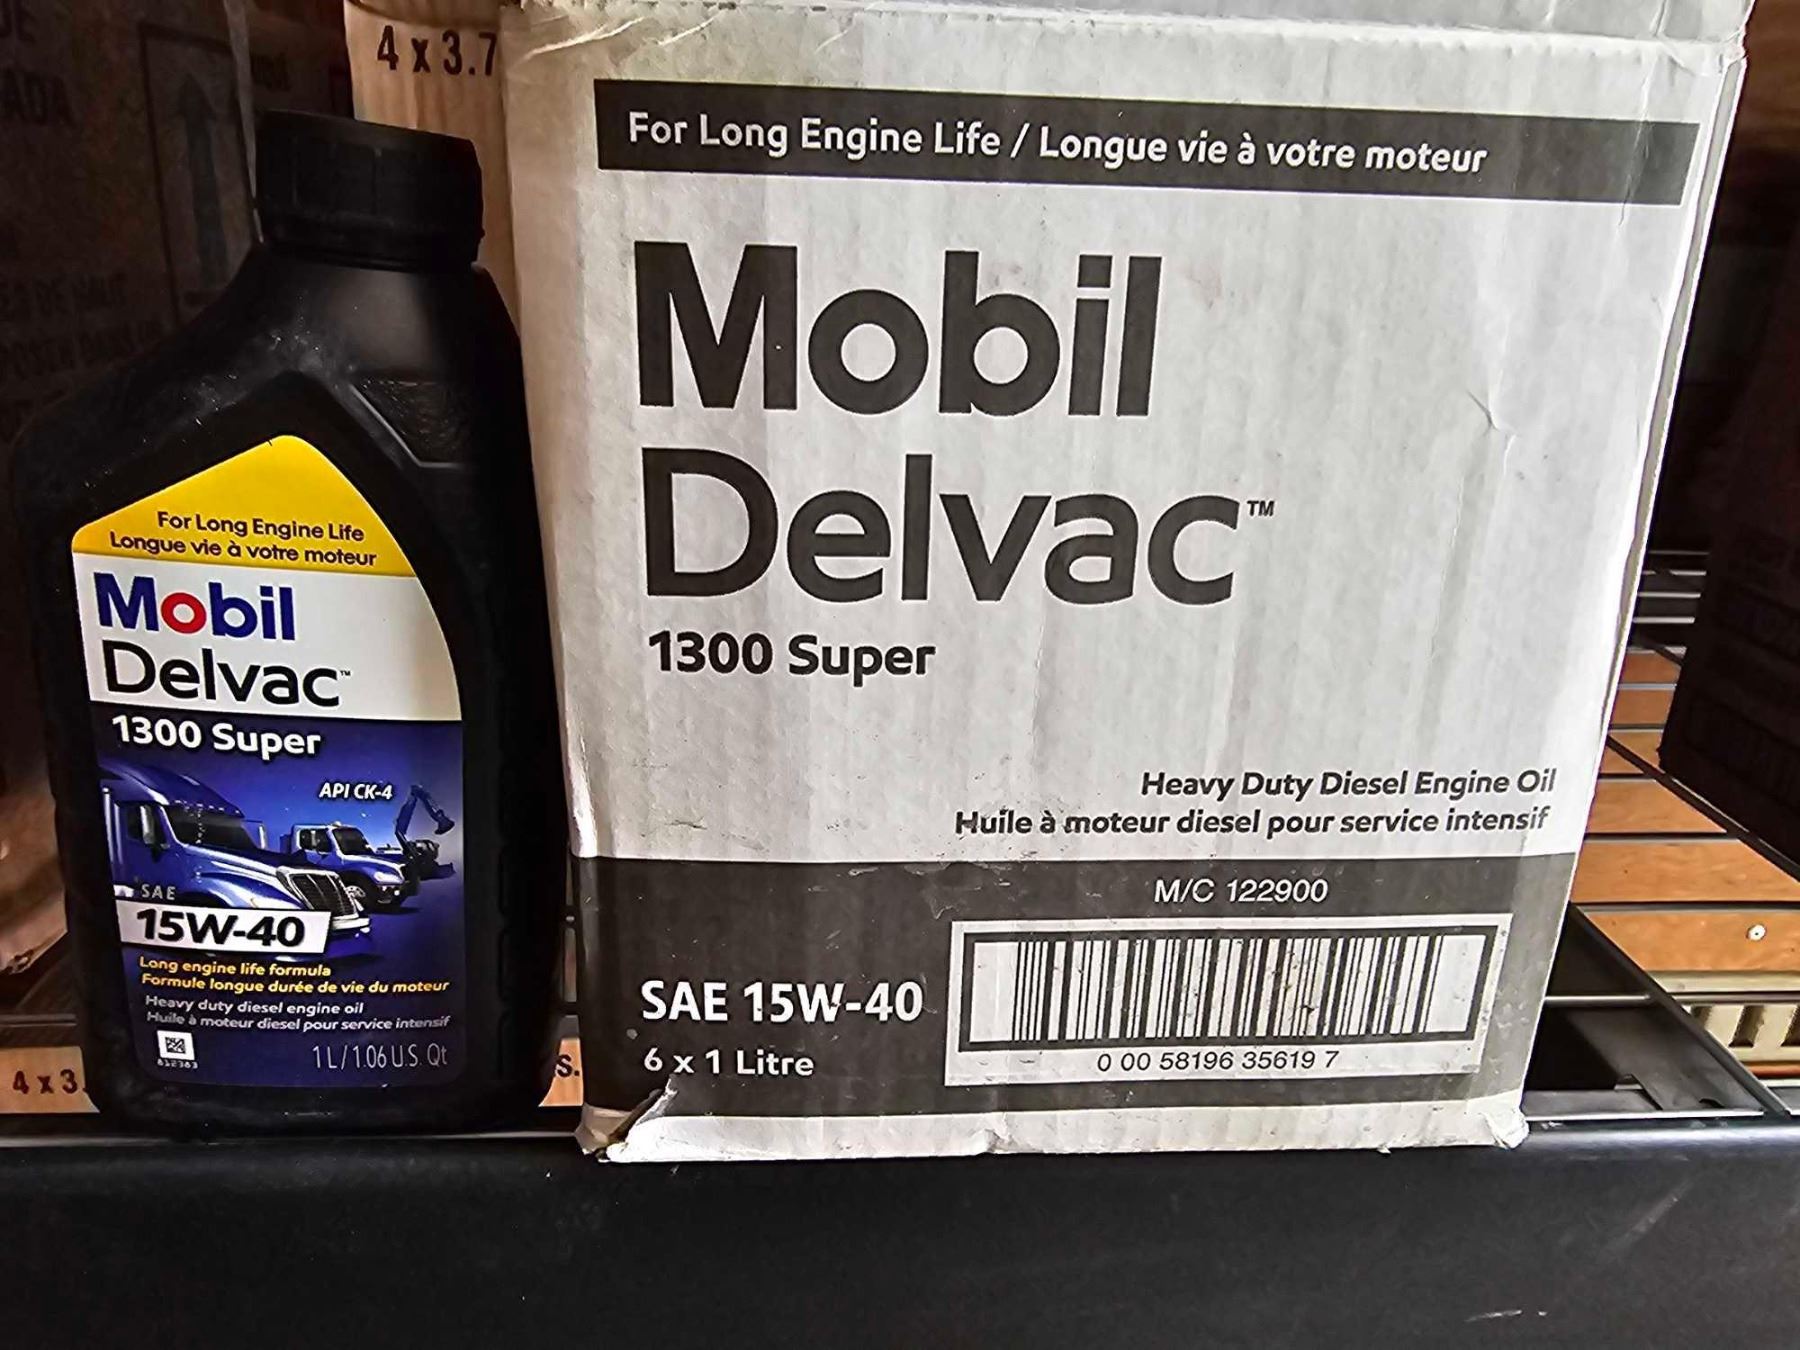 4 x 3.7
For Long Engine Life / Longue vie à votre moteur
Mobil
Delvac™
1300 Super
Heavy Duty Diesel Engine Oil
Huile à moteur diesel pour service intensif
M/C 122900
SAE 15W-40
6 x 1 Litre
0 00 58196 35619 7
For Long Engine Life
Longue vie à votre moteur
Mobil
Delvac™
1300 Super
API CK-4
SAE
15W-40
Long engine life formula
Formule longue durée de vie du moteur
Heavy duty diesel engine oil
Huile à moteur diesel pour service intensif
1 L/1.06 U.S. Qt
4 x 3.
s.